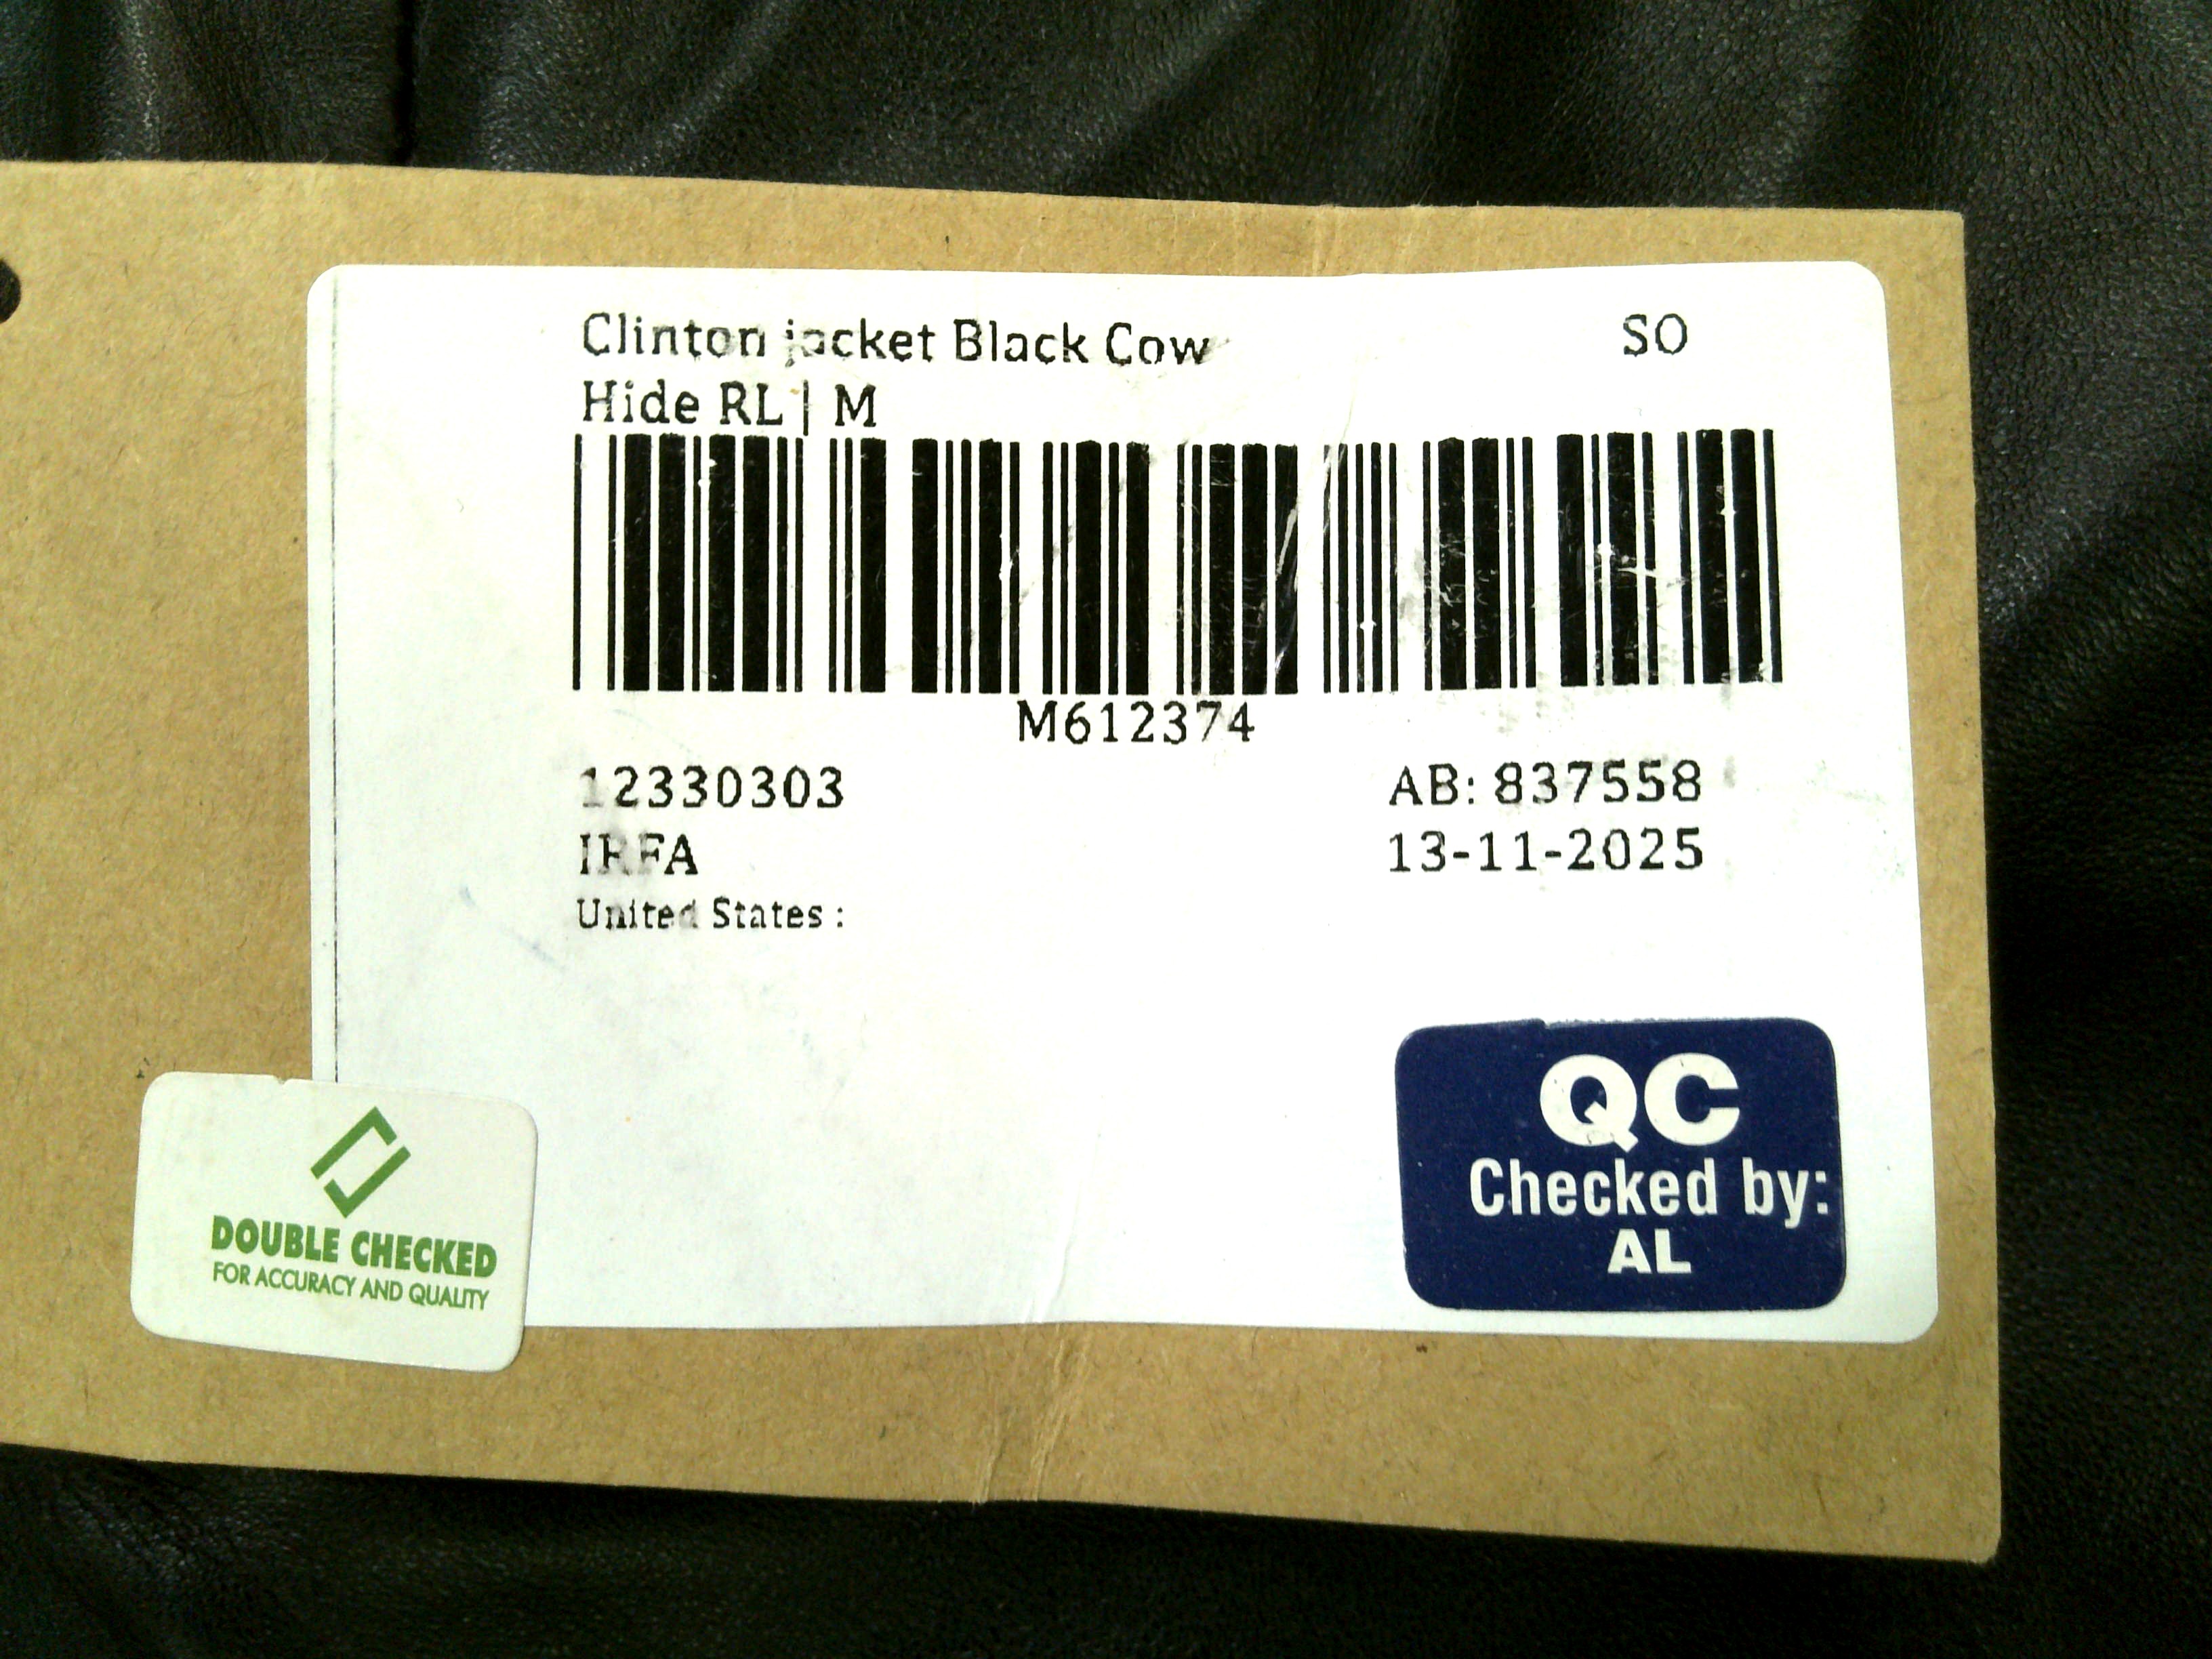 Clinton jacket Black Cow
Hide RL | M
SO
M612374
12330303
AB: 837558
IRFA
13-11-2025
United States :
QC
Checked by:
AL
DOUBLE CHECKED
FOR ACCURACY AND QUALITY